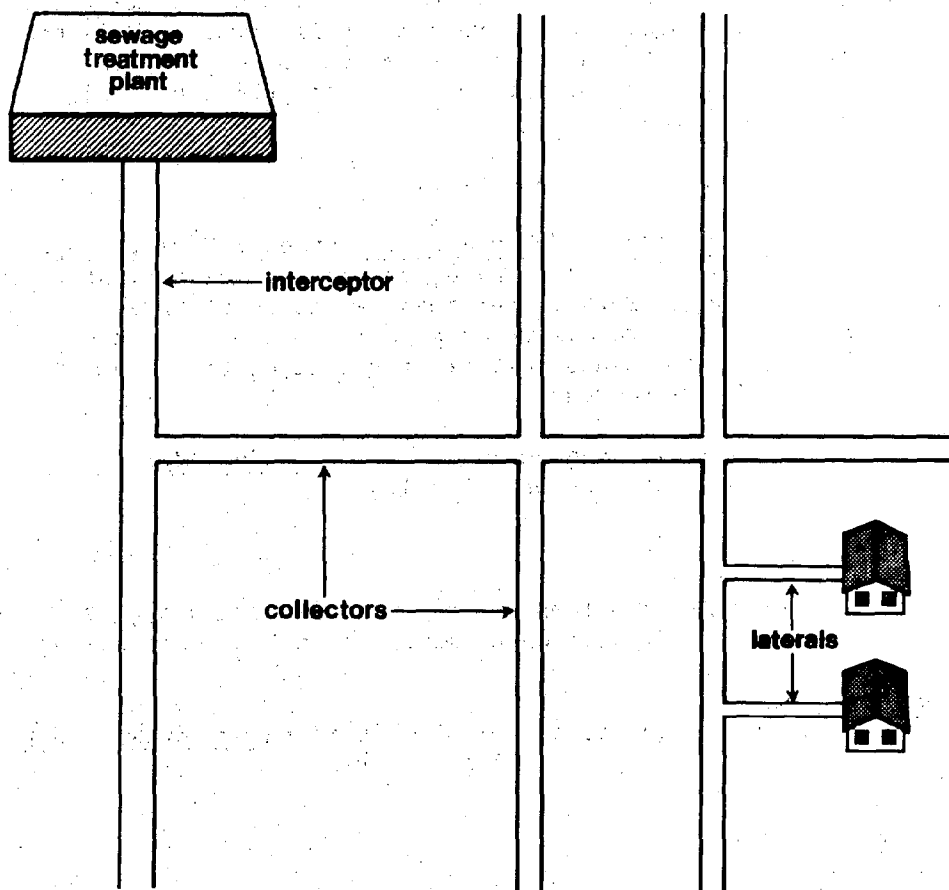 sewage
treatment
plant
interceptor
collectors
laterals